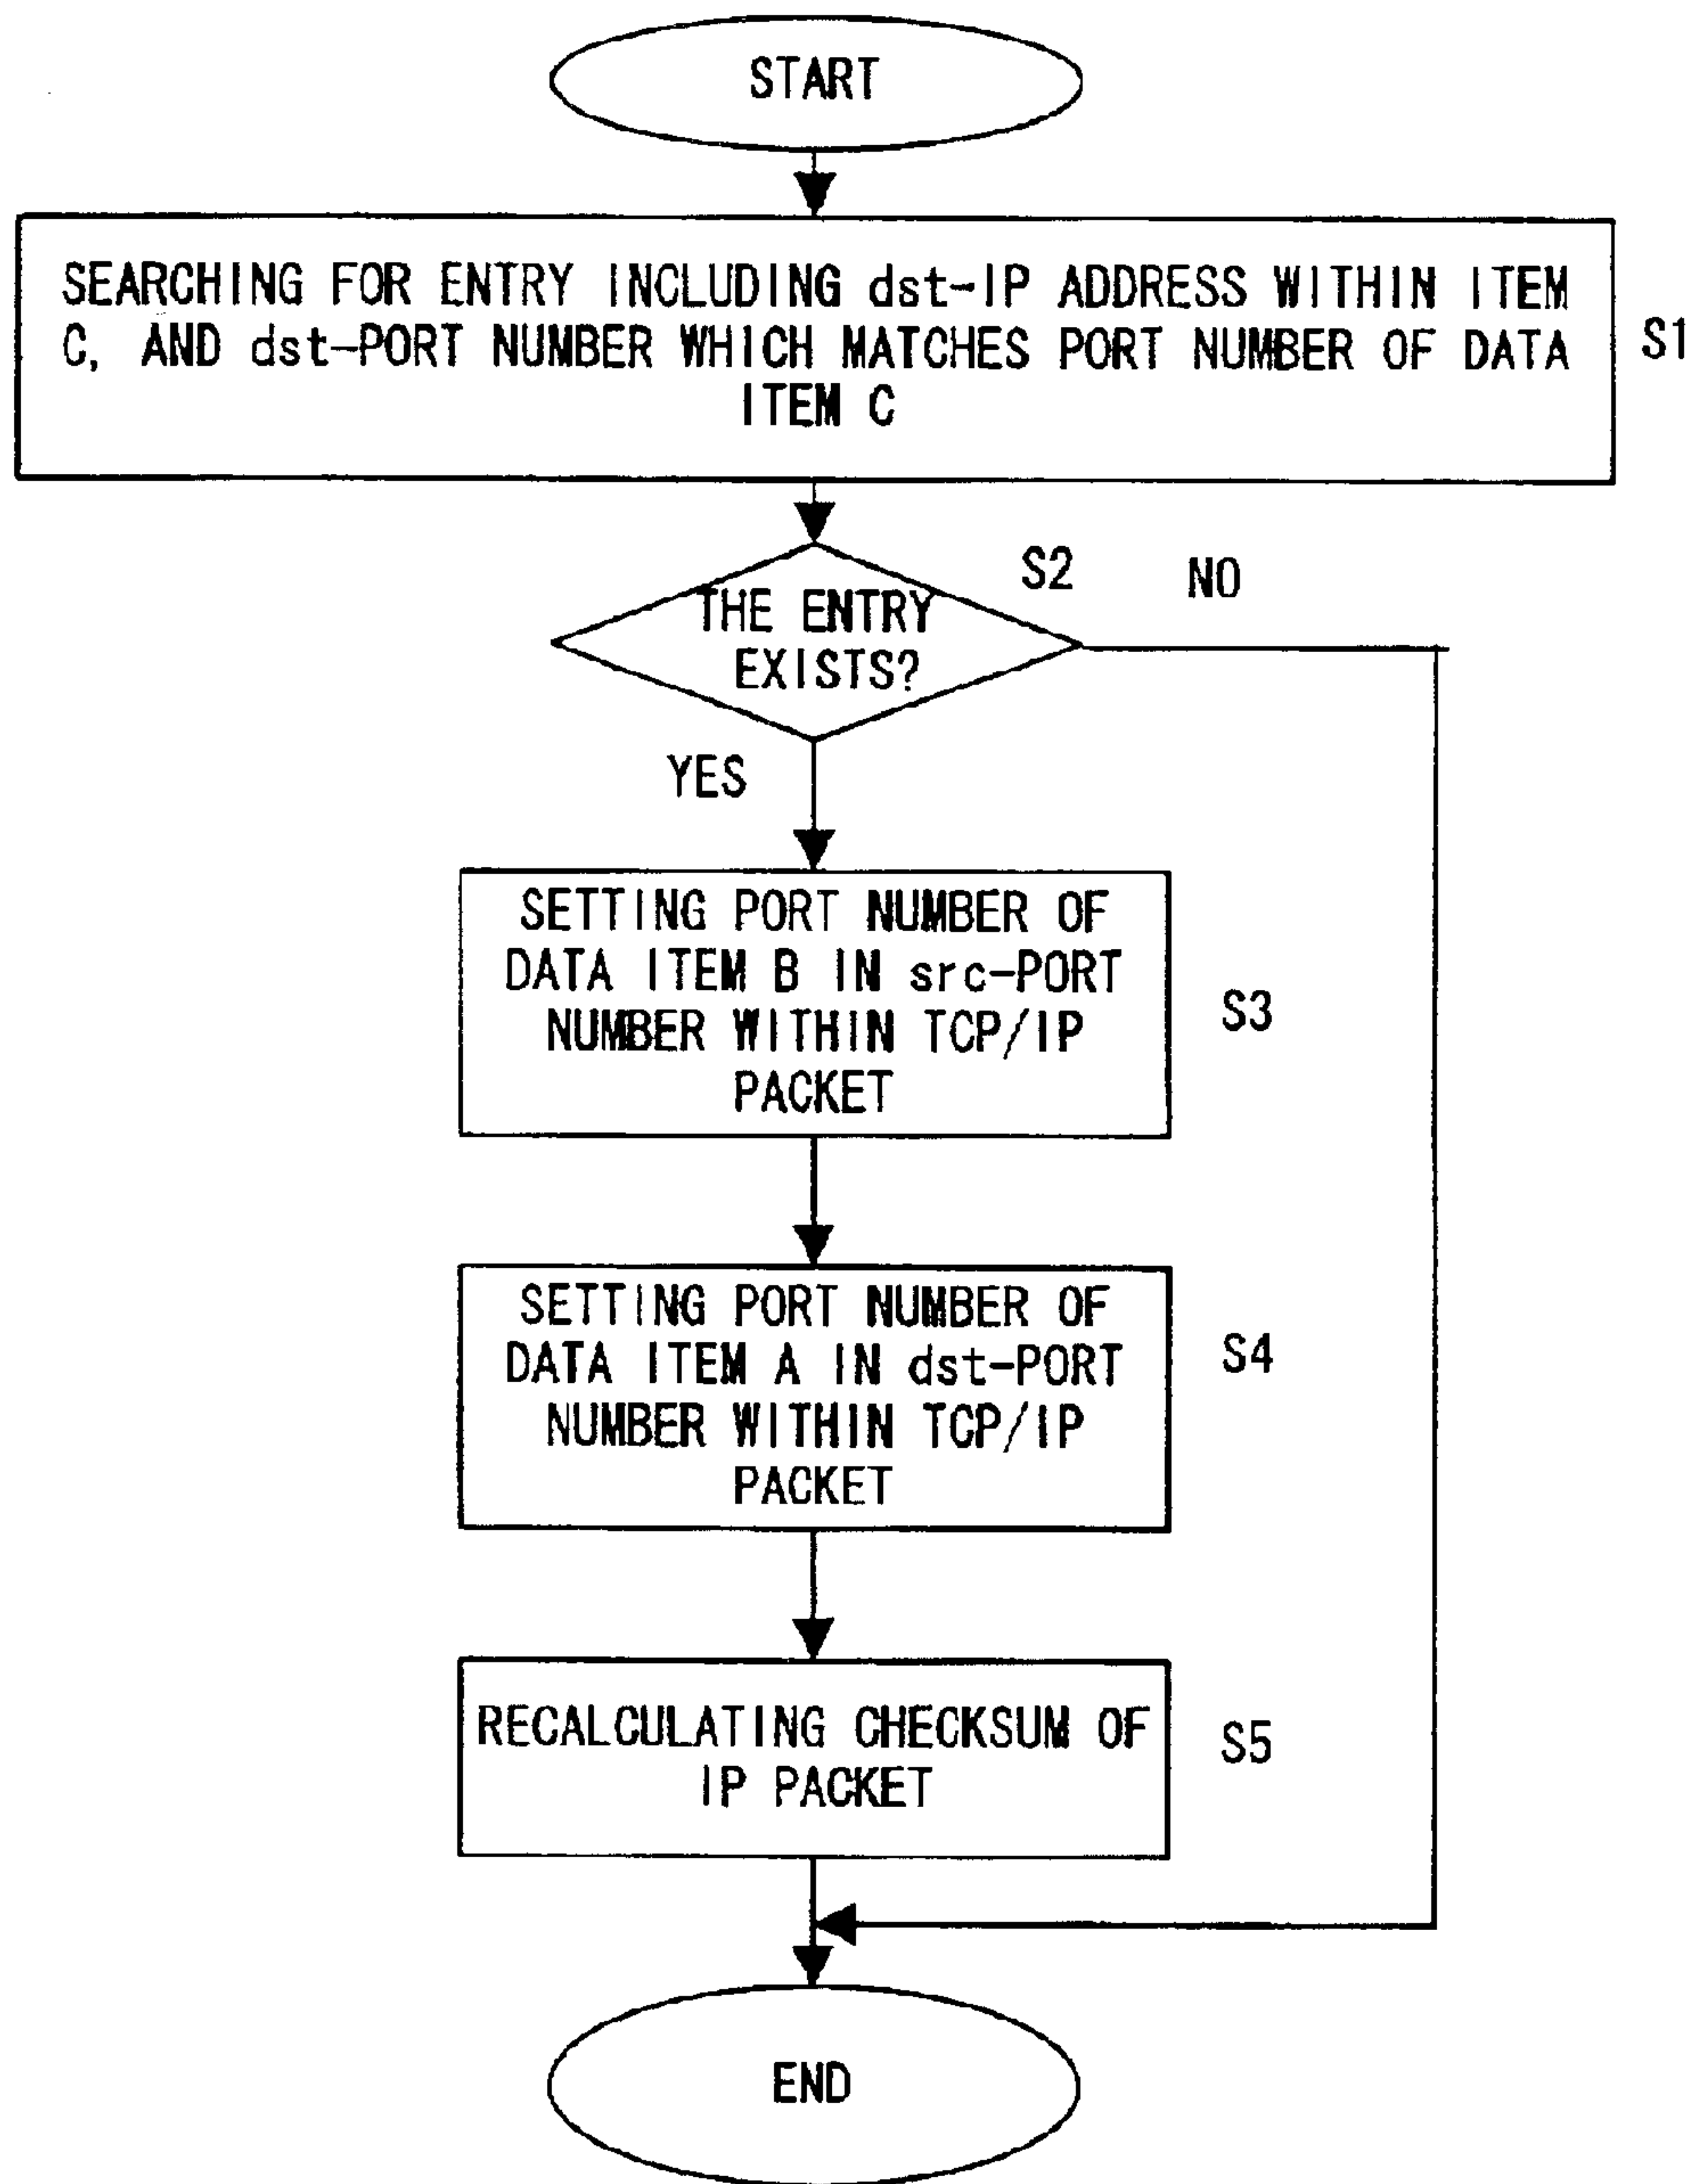 START
SEARCHING FOR ENTRY INCLUDING dst-IP ADDRESS WITHIN ITEM
C, AND dst-PORT NUMBER WHICH MATCHES PORT NUMBER OF DATA
ITEM C
S1
S2
NO
THE ENTRY
EXISTS?
YES
SETTING PORT NUMBER OF
DATA ITEM B IN src-PORT
NUMBER WITHIN TCP/IP
PACKET
S3
SETTING PORT NUMBER OF
DATA ITEM A IN dst-PORT
NUMBER WITHIN TCP/IP
PACKET
S4
RECALCULATING CHECKSUM OF
IP PACKET
S5
END